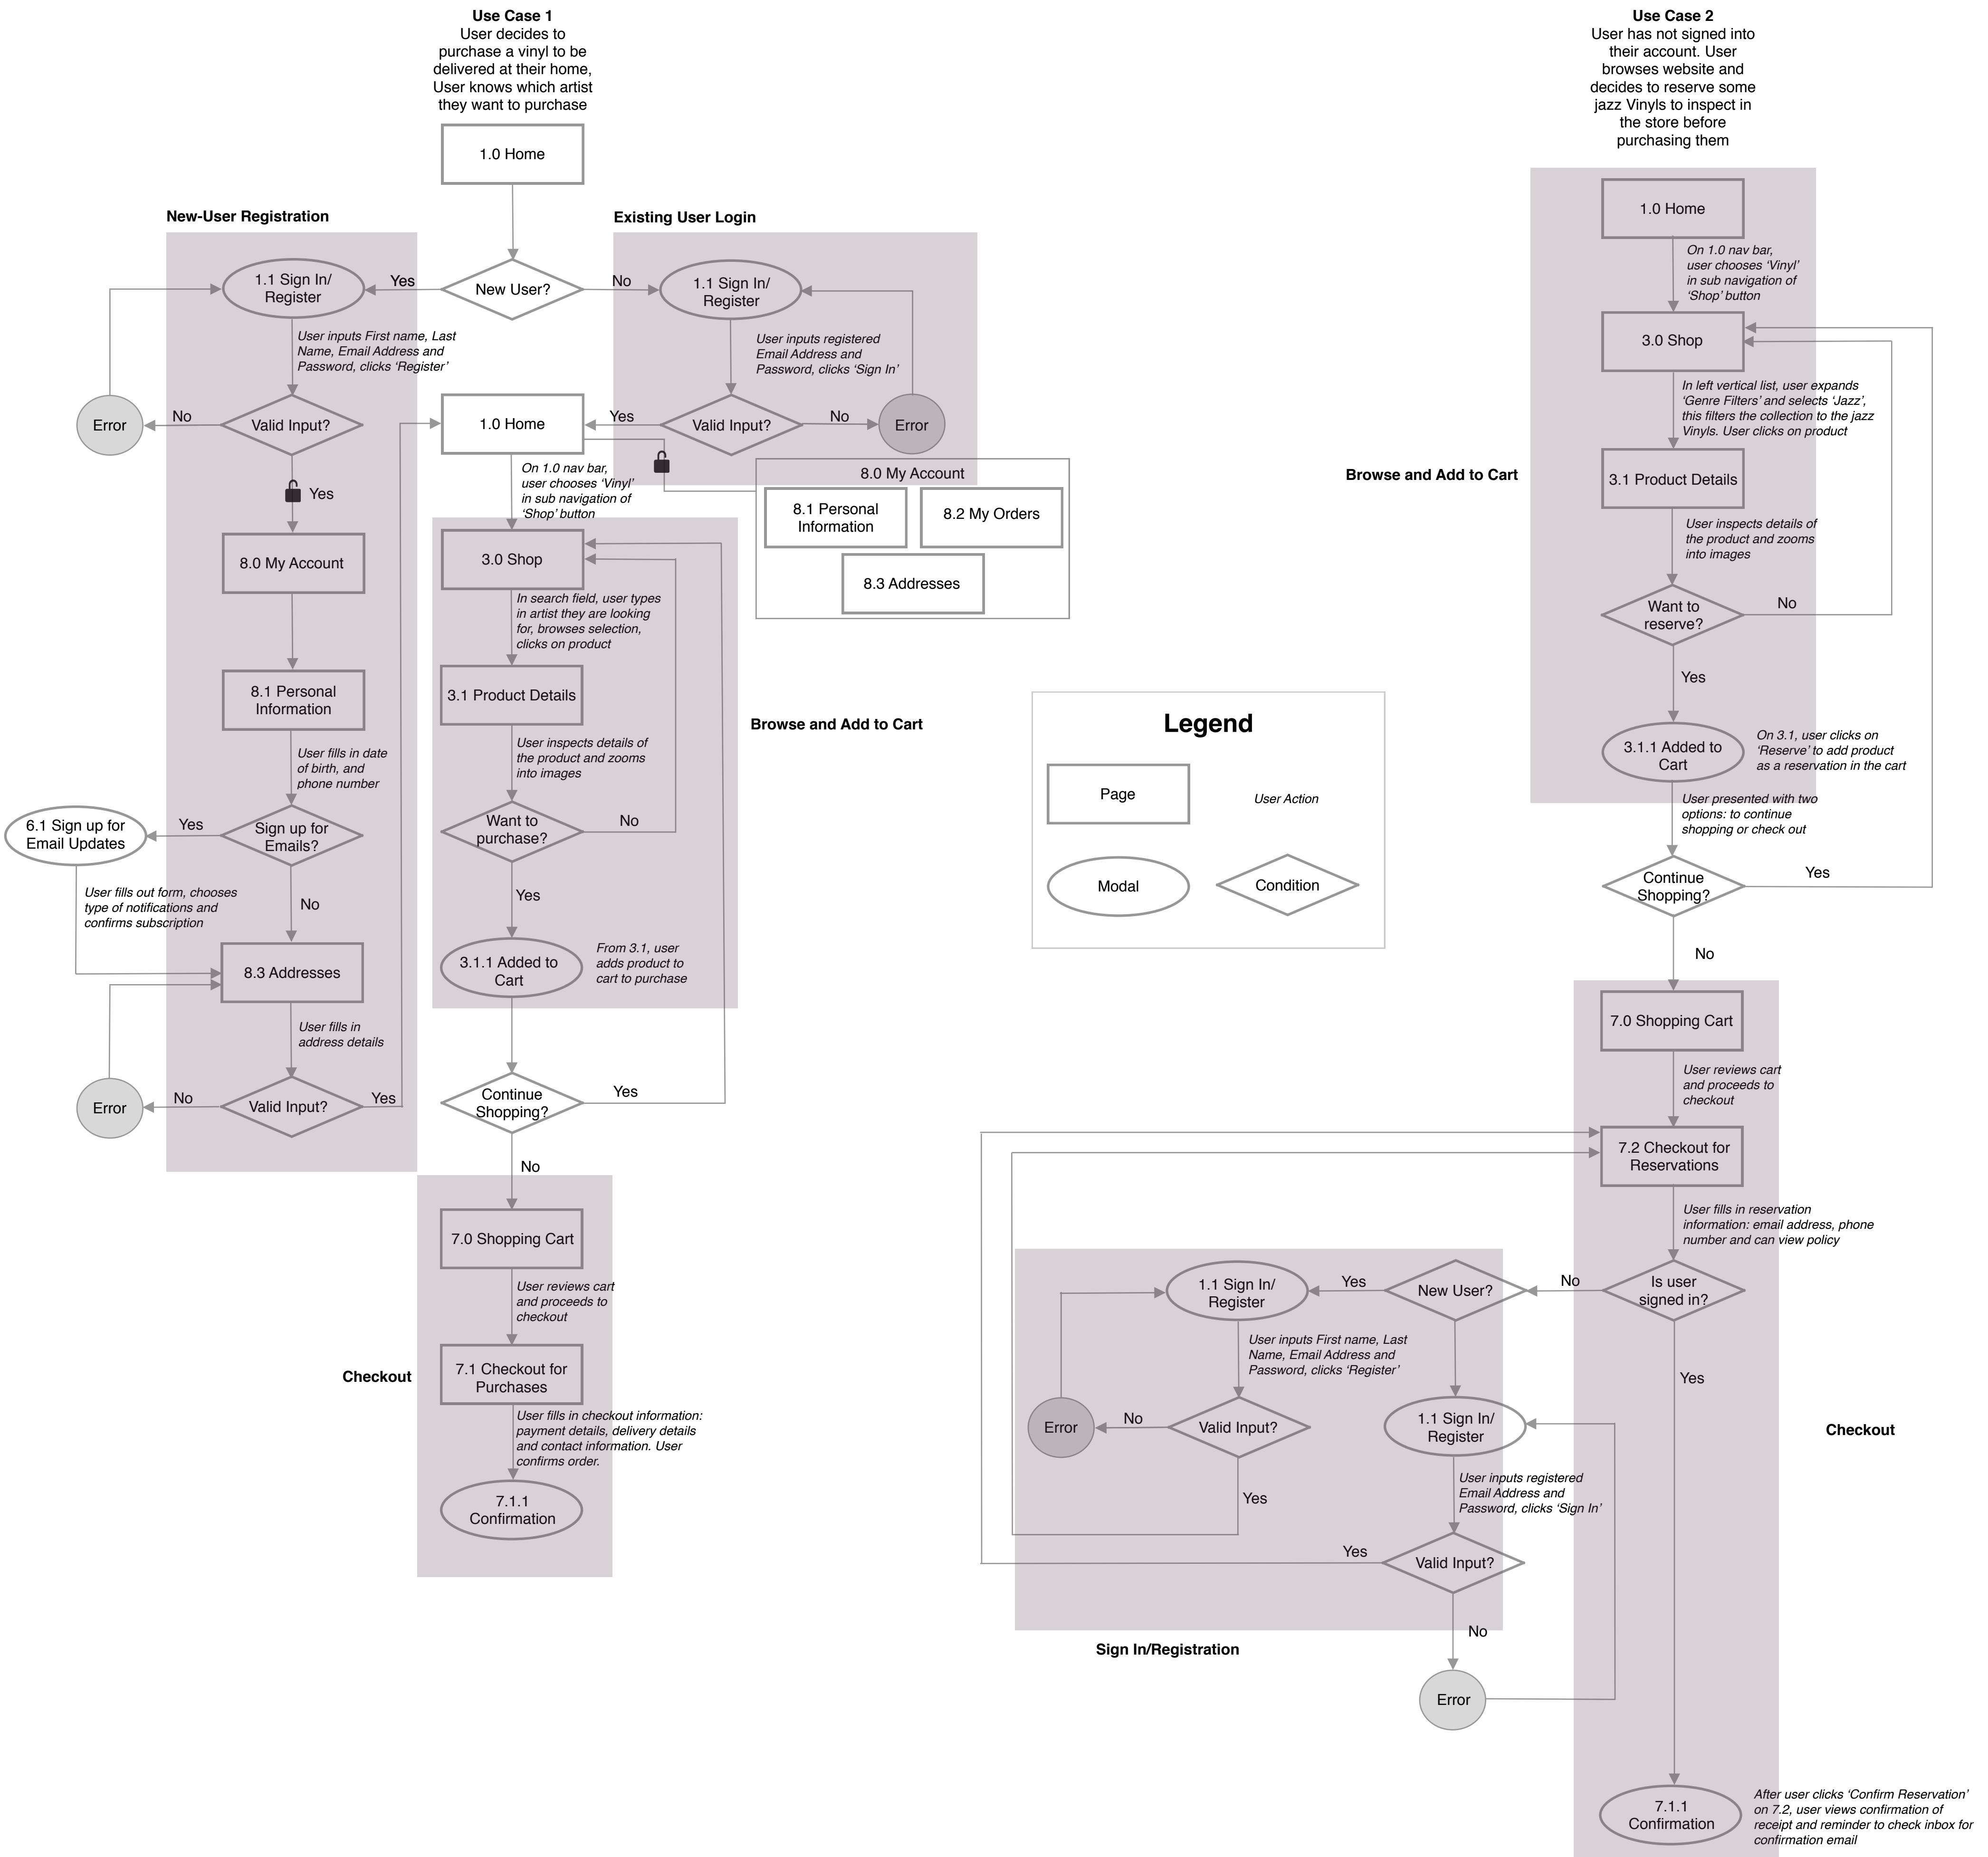 Use Case 1
User decides to
purchase a vinyl to be
delivered at their home,
User knows which artist
they want to purchase
1.0 Home
New-User Registration
Existing User Login
1.1 Sign In/
Register
Yes
New User?
No
1.1 Sign In/
Register
User inputs First name, Last
Name, Email Address and
Password, clicks ‘Register’
User inputs registered
Email Address and
Password, clicks ‘Sign In’
Error
No
Valid Input?
1.0 Home
Yes
Valid Input?
No
Error
Yes
On 1.0 nav bar,
user chooses ‘Vinyl’
in sub navigation of
‘Shop’ button
8.0 My Account
8.1 Personal
Information
8.2 My Orders
8.3 Addresses
8.0 My Account
3.0 Shop
In search field, user types
in artist they are looking
for, browses selection,
clicks on product
8.1 Personal
Information
3.1 Product Details
Browse and Add to Cart
User fills in date
of birth, and
phone number
User inspects details of
the product and zooms
into images
6.1 Sign up for
Email Updates
Yes
Sign up for
Emails?
Want to
purchase?
No
User fills out form, chooses
type of notifications and
confirms subscription
No
Yes
8.3 Addresses
3.1.1 Added to
Cart
From 3.1, user
adds product to
cart to purchase
User fills in
address details
Error
No
Valid Input?
Yes
Continue
Shopping?
Yes
No
7.0 Shopping Cart
User reviews cart
and proceeds to
checkout
Checkout
7.1 Checkout for
Purchases
User fills in checkout information:
payment details, delivery details
and contact information. User
confirms order.
7.1.1
Confirmation
Legend
Page
User Action
Modal
Condition
Use Case 2
User has not signed into
their account. User
browses website and
decides to reserve some
jazz Vinyls to inspect in
the store before
purchasing them
1.0 Home
On 1.0 nav bar,
user chooses ‘Vinyl’
in sub navigation of
‘Shop’ button
3.0 Shop
In left vertical list, user expands
‘Genre Filters’ and selects ‘Jazz’,
this filters the collection to the jazz
Vinyls. User clicks on product
Browse and Add to Cart
3.1 Product Details
User inspects details of
the product and zooms
into images
Want to
reserve?
No
Yes
3.1.1 Added to
Cart
On 3.1, user clicks on
‘Reserve’ to add product
as a reservation in the cart
User presented with two
options: to continue
shopping or check out
Continue
Shopping?
Yes
No
7.0 Shopping Cart
User reviews cart
and proceeds to
checkout
7.2 Checkout for
Reservations
User fills in reservation
information: email address, phone
number and can view policy
1.1 Sign In/
Register
Yes
New User?
No
Is user
signed in?
User inputs First name, Last
Name, Email Address and
Password, clicks ‘Register’
Yes
Error
No
Valid Input?
1.1 Sign In/
Register
Checkout
Yes
User inputs registered
Email Address and
Password, clicks ‘Sign In’
Yes
Valid Input?
No
Sign In/Registration
Error
7.1.1
Confirmation
After user clicks ‘Confirm Reservation’
on 7.2, user views confirmation of
receipt and reminder to check inbox for
confirmation email